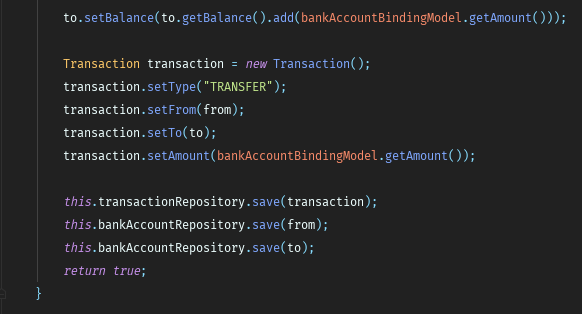 to.setBalance(to.getBalance().add(bankAccountBindingModel.getAmount()));
Transaction transaction = new Transaction();
transaction.setType("TRANSFER");
transaction.setFrom(from);
transaction.setTo(to);
transaction.setAmount(bankAccountBindingModel.getAmount());
this.transactionRepository.save(transaction);
this.bankAccountRepository.save(from);
this.bankAccountRepository.save(to);
return true;
}